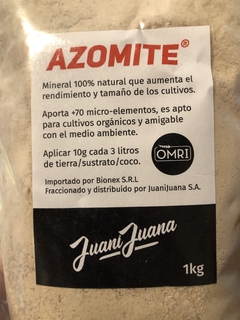 AZOMITE®
Mineral 100% natural que aumenta el
rendimiento y tamaño de los cultivos.
Aporta +70 micro-elementos, es apto
para cultivos orgánicos y amigable
con el medio ambiente.
Aplicar 10g cada 3 litros
de tierra/sustrato/coco.
OMRI
Importado por Bionex S.R.L
Fraccionado y distribuido por JuaniJuana S.A.
Juani Juana
1kg